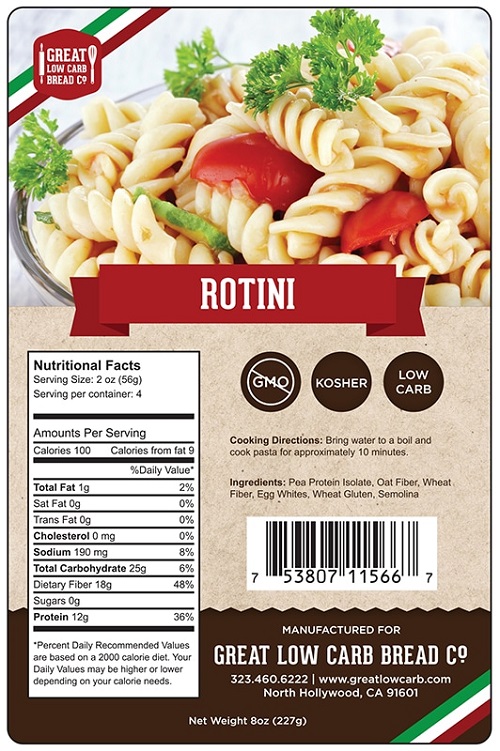 GREAT
LOW CARB
BREAD CO
ROTINI
Nutritional Facts
Serving Size: 2 oz (56g)
Serving per container: 4
Amounts Per Serving
Calories 100 Calories from fat 9
%Daily Value*
Total Fat 1g 2%
Sat Fat 0g 0%
Trans Fat 0g 0%
Cholesterol 0 mg 0%
Sodium 190 mg 8%
Total Carbohydrate 25g 6%
Dietary Fiber 18g 48%
Sugars 0g
Protein 12g 36%
*Percent Daily Recommended Values
are based on a 2000 calorie diet. Your
Daily Values may be higher or lower
depending on your calorie needs.
GMO
KOSHER
LOW
CARB
Cooking Directions: Bring water to a boil and
cook pasta for approximately 10 minutes.
Ingredients: Pea Protein Isolate, Oat Fiber, Wheat
Fiber, Egg Whites, Wheat Gluten, Semolina
7 53807 11566 7
MANUFACTURED FOR
GREAT LOW CARB BREAD CO
323.460.6222 | www.greatlowcarb.com
North Hollywood, CA 91601
Net Weight 8oz (227g)